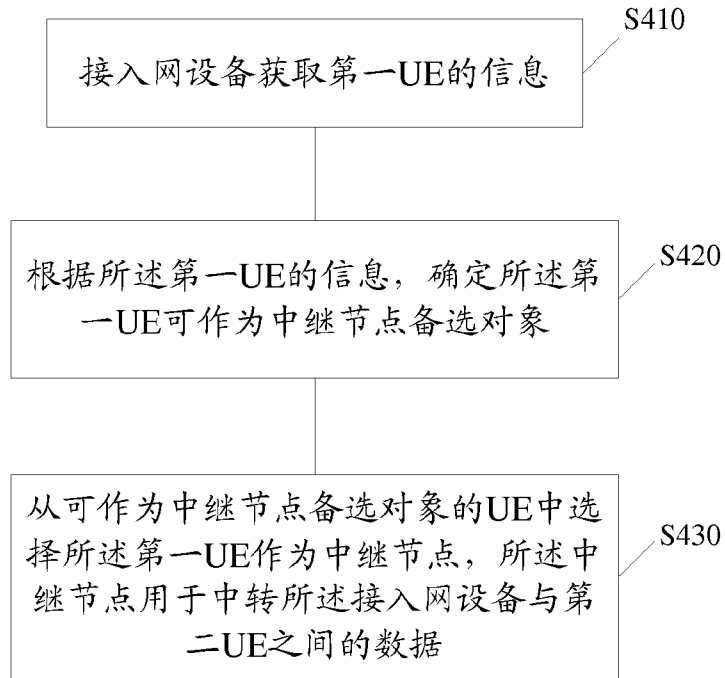 S410
接入网设备获取第一UE的信息
S420
根据所述第一UE的信息，确定所述第
一UE可作为中继节点备选对象
从可作为中继节点备选对象的UE中选
择所述第一UE作为中继节点，所述中
S430
继节点用于中转所述接入网设备与第
二UE之间的数据